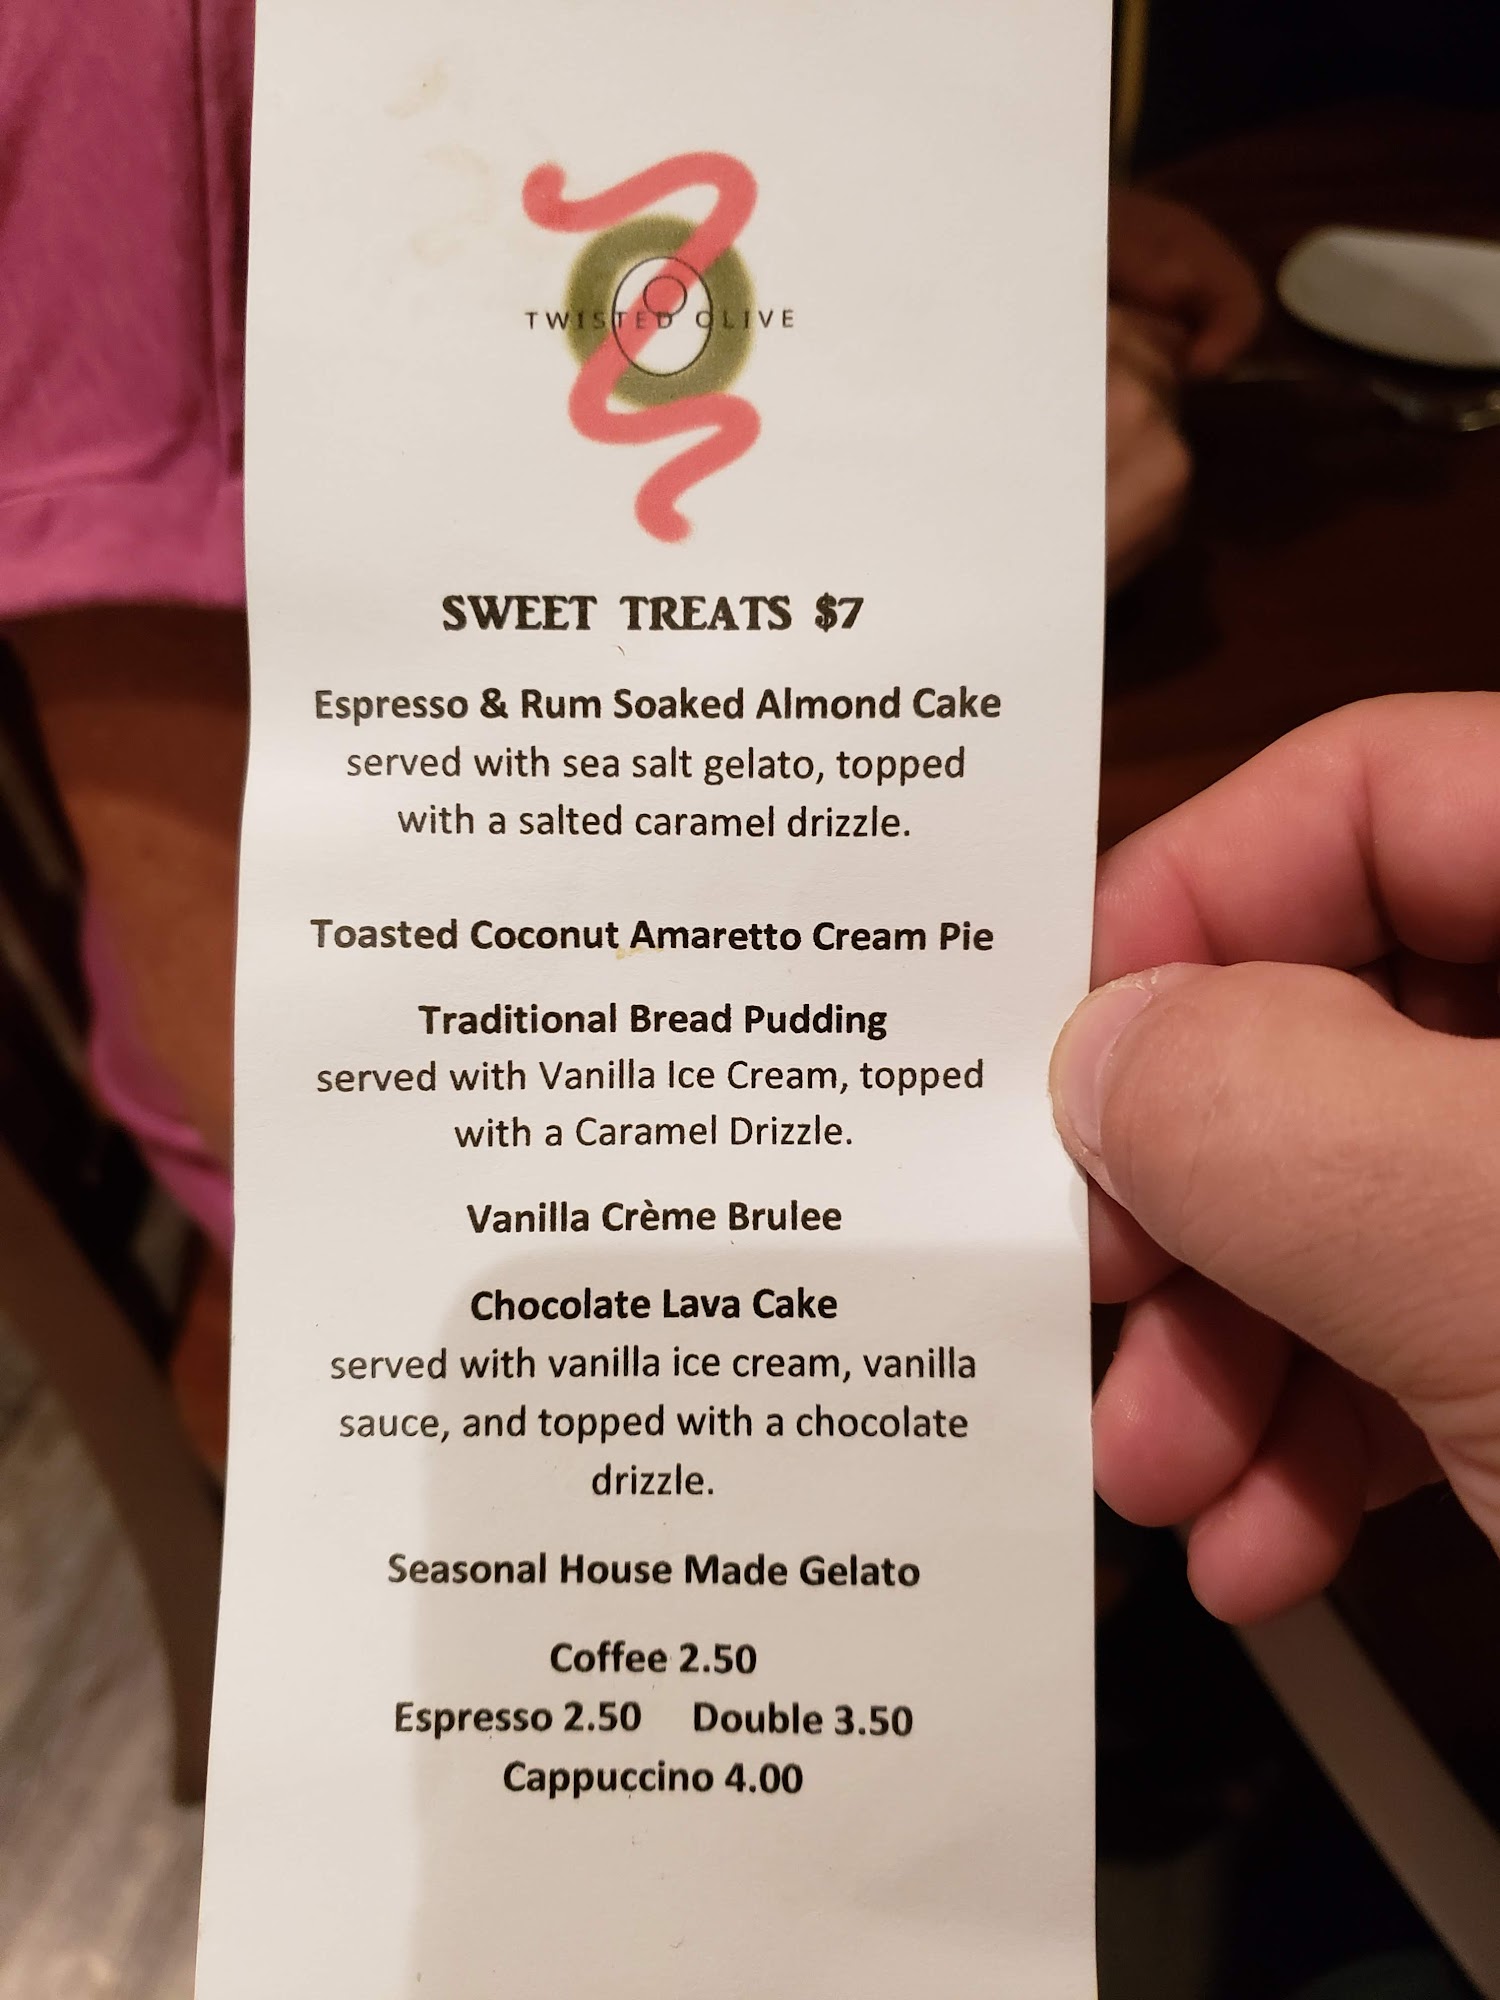 TWISTED OLIVE
SWEET TREATS $7
Espresso & Rum Soaked Almond Cake
served with sea salt gelato, topped
with a salted caramel drizzle.
Toasted Coconut Amaretto Cream Pie
Traditional Bread Pudding
served with Vanilla Ice Cream, topped
with a Caramel Drizzle.
Vanilla Crème Brulee
Chocolate Lava Cake
served with vanilla ice cream, vanilla
sauce, and topped with a chocolate
drizzle.
Seasonal House Made Gelato
Coffee 2.50
Espresso 2.50 Double 3.50
Cappuccino 4.00